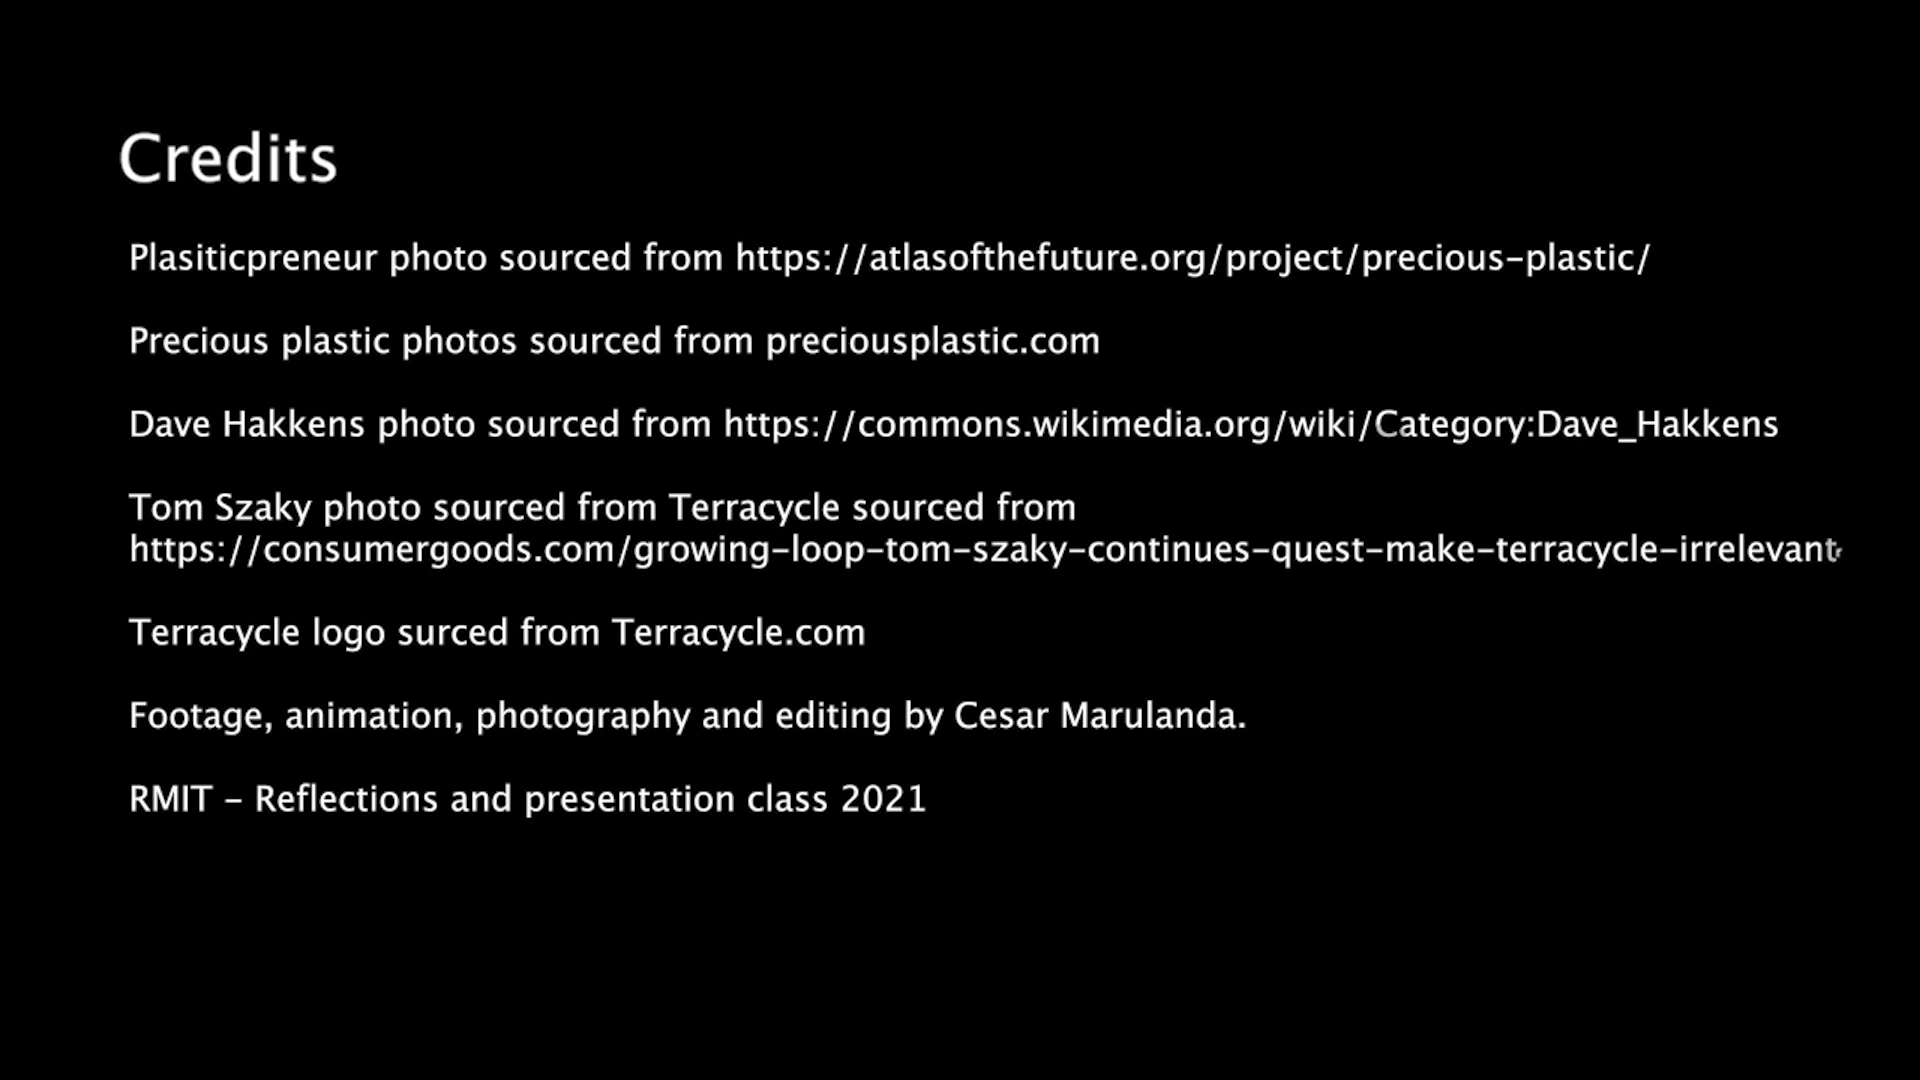 Credits
Plasiticpreneur photo sourced from https://atlasofthefuture.org/project/precious-plastic/
Precious plastic photos sourced from preciousplastic.com
Dave Hakkens photo sourced from https://commons.wikimedia.org/wiki/Category:Dave_Hakkens
Tom Szaky photo sourced from Terracycle sourced from
https://consumergoods.com/growing-loop-tom-szaky-continues-quest-make-terracycle-irrelevant
Terracycle logo surced from Terracycle.com
Footage, animation, photography and editing by Cesar Marulanda.
RMIT - Reflections and presentation class 2021